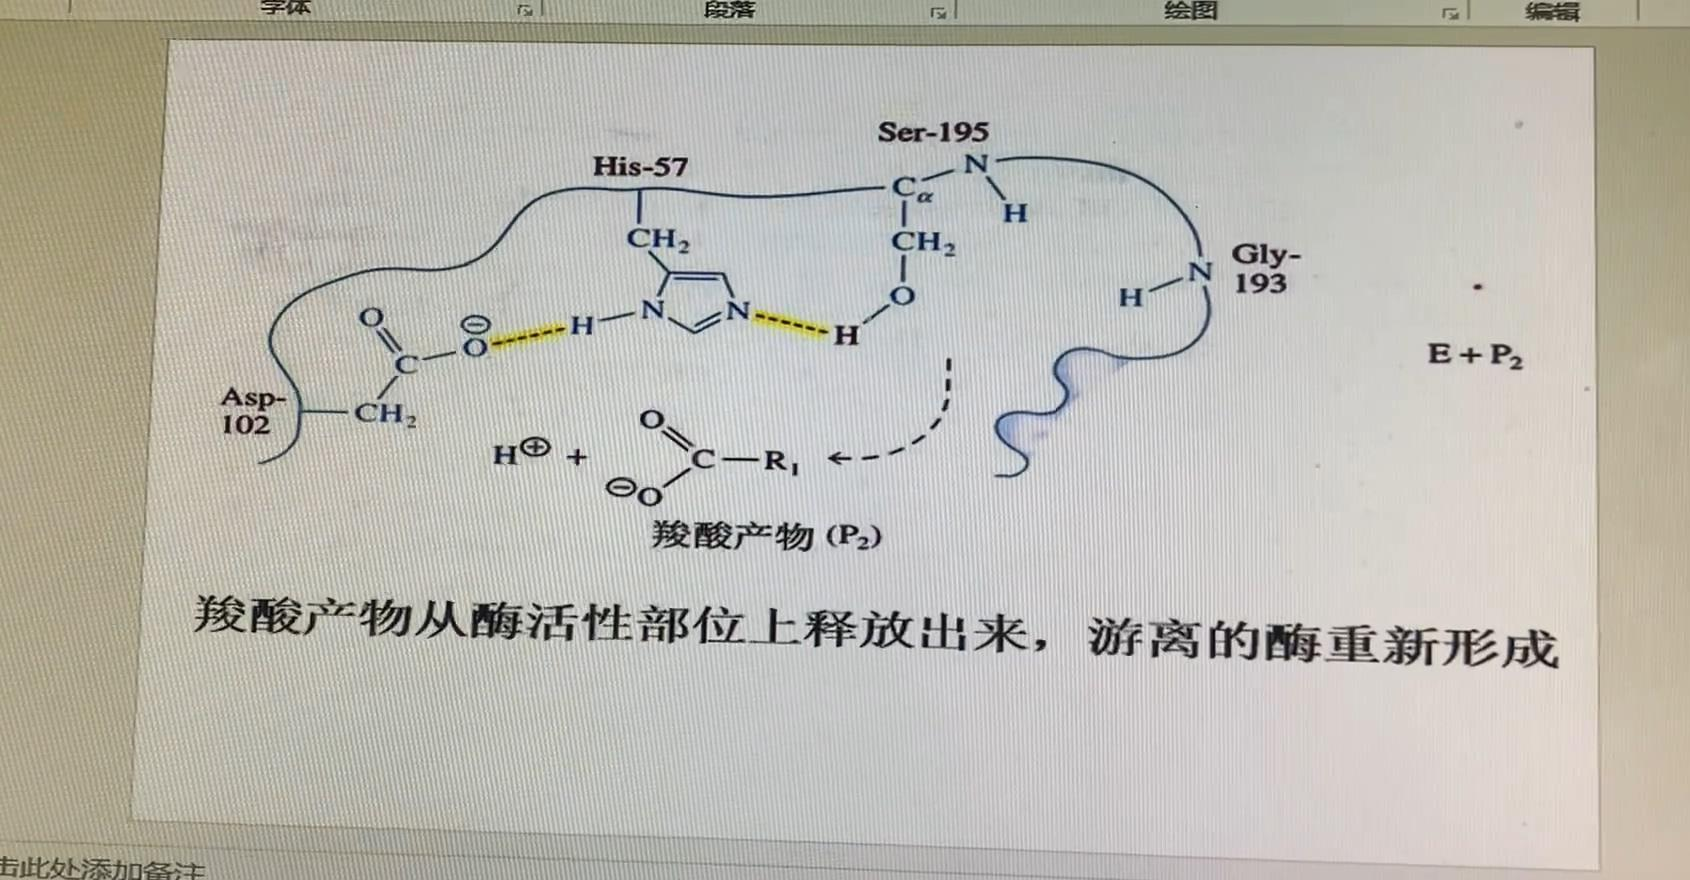 字体 段落 绘图 编辑
Ser-195
His-57
N
C α
H
CH₂
CH₂
Gly-
193
N
H
O
O
N
N
H
H
⊖
O
C
E + P₂
Asp-
102
CH₂
O
H⊕ +
C—R₁
⊖O
羧酸产物 (P₂)
羧酸产物从酶活性部位上释放出来，游离的酶重新形成
击此处添加备注